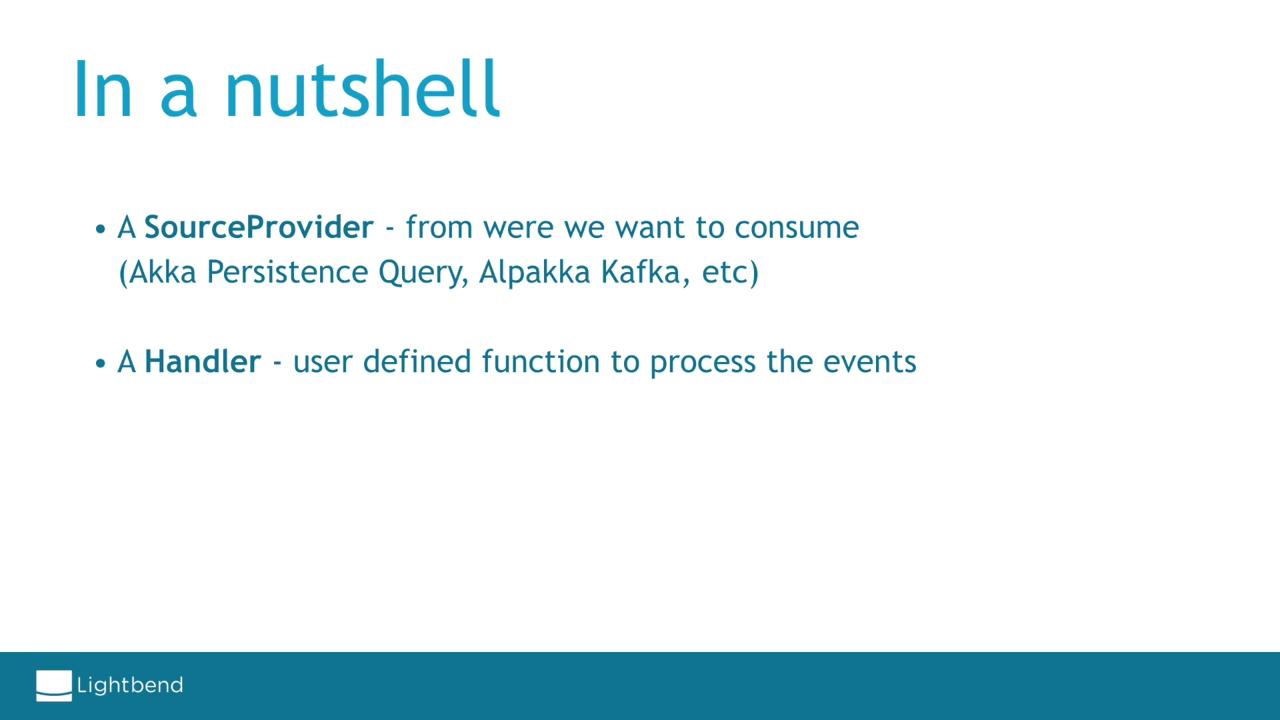 In a nutshell
• A SourceProvider - from were we want to consume
(Akka Persistence Query, Alpakka Kafka, etc)
• A Handler - user defined function to process the events
Lightbend